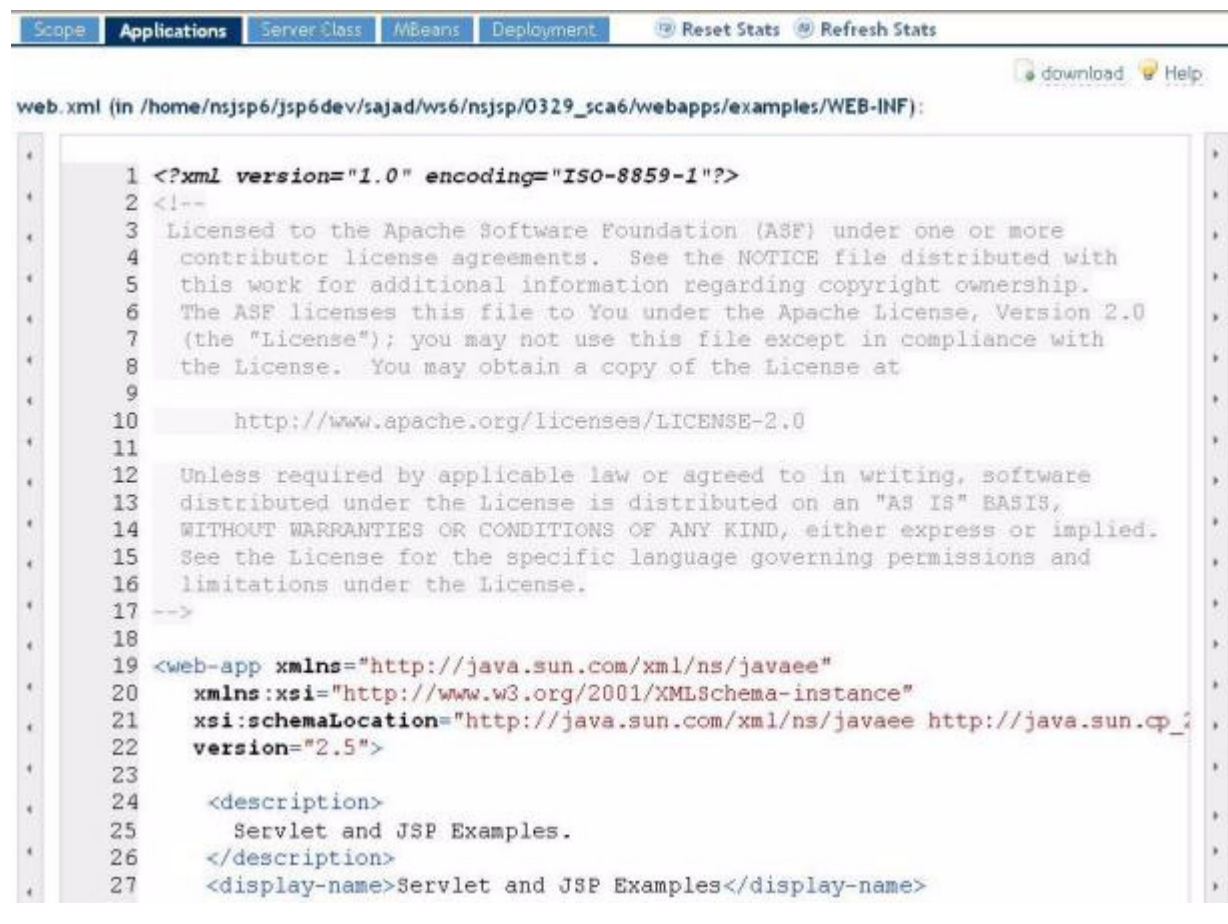 Scope Applications Server Class MBeans Deployment Reset Stats Refresh Stats
download Help
web.xml (in /home/nsjsp6/jsp6dev/sajad/ws6/nsjsp/0329_sca6/webapps/examples/WEB-INF):
1 <?xml version="1.0" encoding="ISO-8859-1"?>
2 <!--
3 Licensed to the Apache Software Foundation (ASF) under one or more
4 contributor license agreements. See the NOTICE file distributed with
5 this work for additional information regarding copyright ownership.
6 The ASF licenses this file to You under the Apache License, Version 2.0
7 (the "License"); you may not use this file except in compliance with
8 the License. You may obtain a copy of the License at
9
10 http://www.apache.org/licenses/LICENSE-2.0
11
12 Unless required by applicable law or agreed to in writing, software
13 distributed under the License is distributed on an "AS IS" BASIS,
14 WITHOUT WARRANTIES OR CONDITIONS OF ANY KIND, either express or implied.
15 See the License for the specific language governing permissions and
16 limitations under the License.
17 -->
18
19 <web-app xmlns="http://java.sun.com/xml/ns/javaee"
20 xmlns:xsi="http://www.w3.org/2001/XMLSchema-instance"
21 xsi:schemaLocation="http://java.sun.com/xml/ns/javaee http://java.sun.cp_2
22 version="2.5">
23
24 <description>
25 Servlet and JSP Examples.
26 </description>
27 <display-name>Servlet and JSP Examples</display-name>